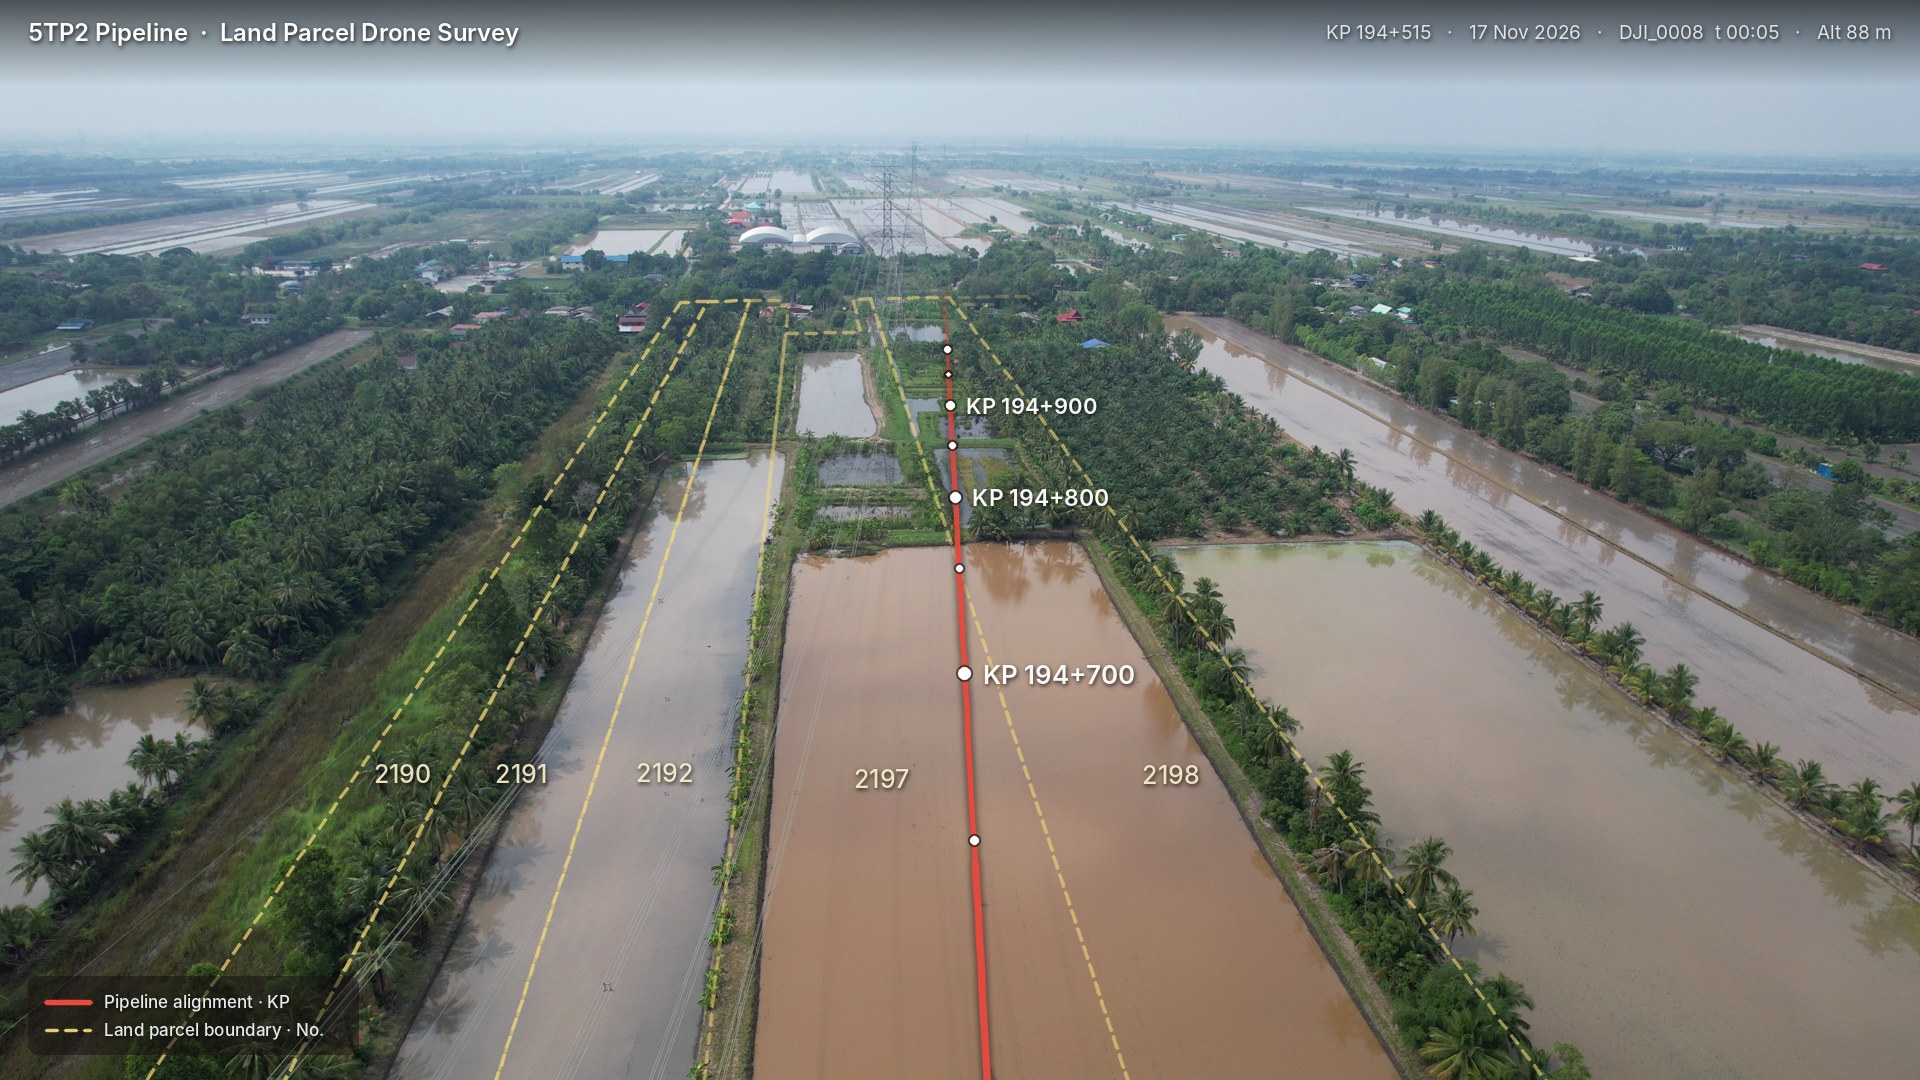 5TP2 Pipeline · Land Parcel Drone Survey
KP 194+515 · 17 Nov 2026 · DJI_0008 t 00:05 · Alt 88 m
KP 194+900
KP 194+800
KP 194+700
2190
2191
2192
2197
2198
Pipeline alignment · KP
Land parcel boundary · No.